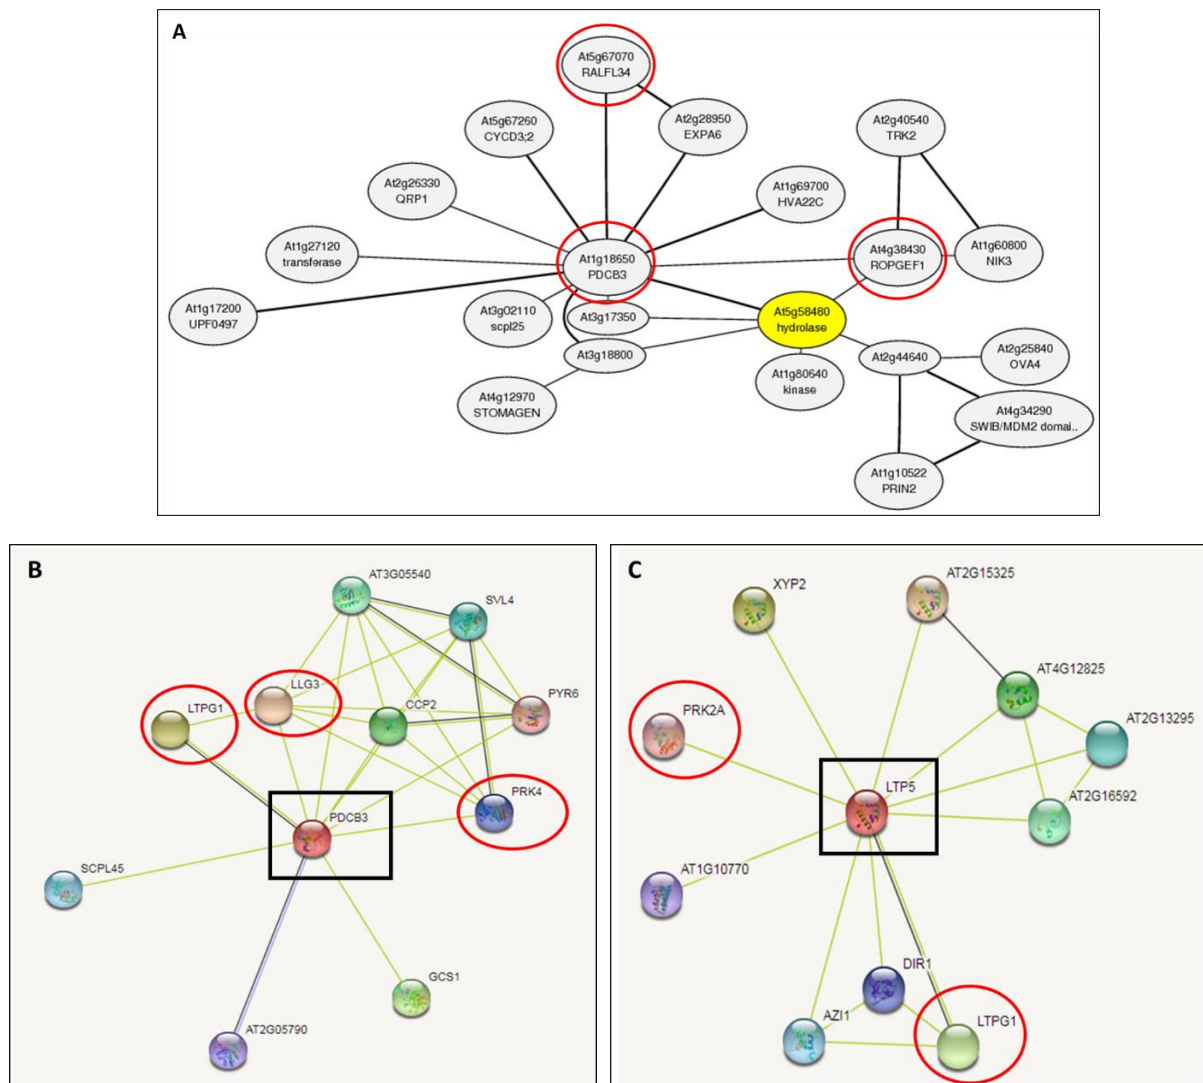 A
At5g67070
RALFL34
At5g67260
CYCD3;2
At2g28950
EXPA6
At2g40540
TRK2
At2g26330
QRP1
At1g69700
HVA22C
At1g27120
transferase
At1g18650
PDCB3
At4g38430
ROPGEF1
At1g60800
NIK3
At1g17200
UPF0497
At3g02110
scpl25
At3g17350
At5g58480
hydrolase
At3g18800
At2g44640
At2g25840
OVA4
At1g80640
kinase
At4g12970
STOMAGEN
At4g34290
SWIB/MDM2 domai..
At1g10522
PRIN2
B
AT3G05540
SVL4
LLG3
LTPG1
CCP2
PYR6
PRK4
PDCB3
SCPL45
GCS1
AT2G05790
C
XYP2
AT2G15325
AT4G12825
PRK2A
AT2G13295
LTP5
AT2G16592
AT1G10770
DIR1
AZI1
LTPG1